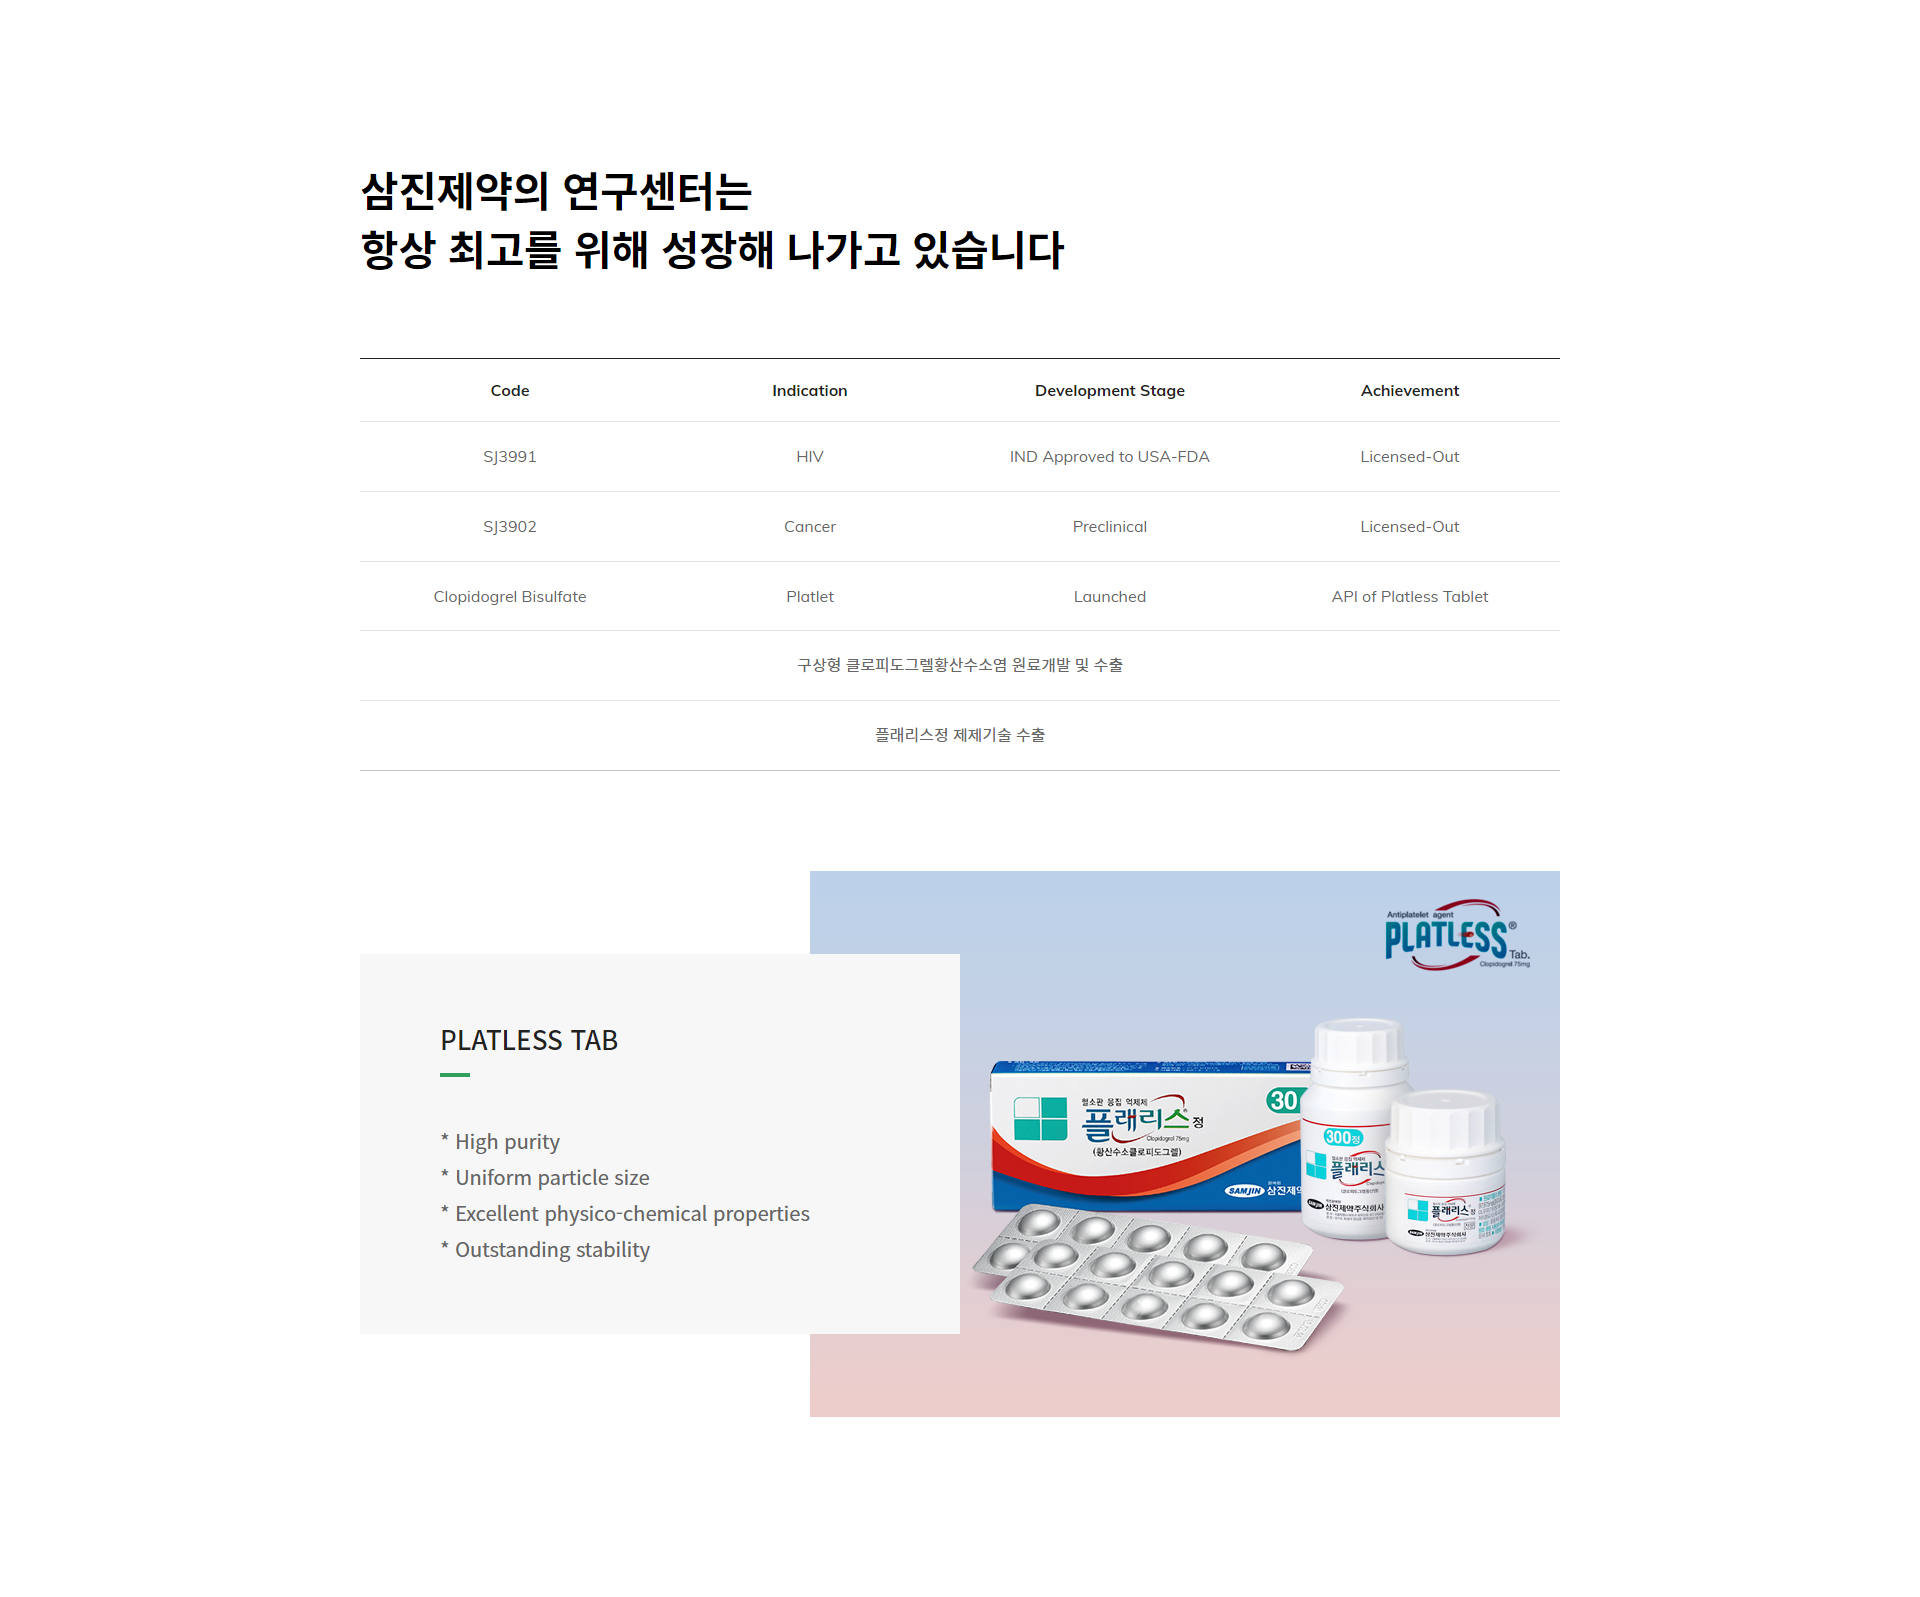 삼진제약의 연구센터는
항상 최고를 위해 성장해 나가고 있습니다
Code Indication Development Stage Achievement
SJ3991 HIV IND Approved to USA-FDA Licensed-Out
SJ3902 Cancer Preclinical Licensed-Out
Clopidogrel Bisulfate Platlet Launched API of Platless Tablet
구상형 클로피도그렐황산수소염 원료개발 및 수출
플래리스정 제제기술 수출
Antiplatelet agent
PLATLESS®
Tab.
Clopidogrel 75mg
PLATLESS TAB
* High purity
* Uniform particle size
* Excellent physico-chemical properties
* Outstanding stability
30
혈소판 응집 억제제
플래리스정
Clopidogrel 75mg
(황산수소클로피도그렐)
SAMJIN 삼진제약
300정
플래리스
삼진제약주식회사
플래리스정
삼진제약주식회사